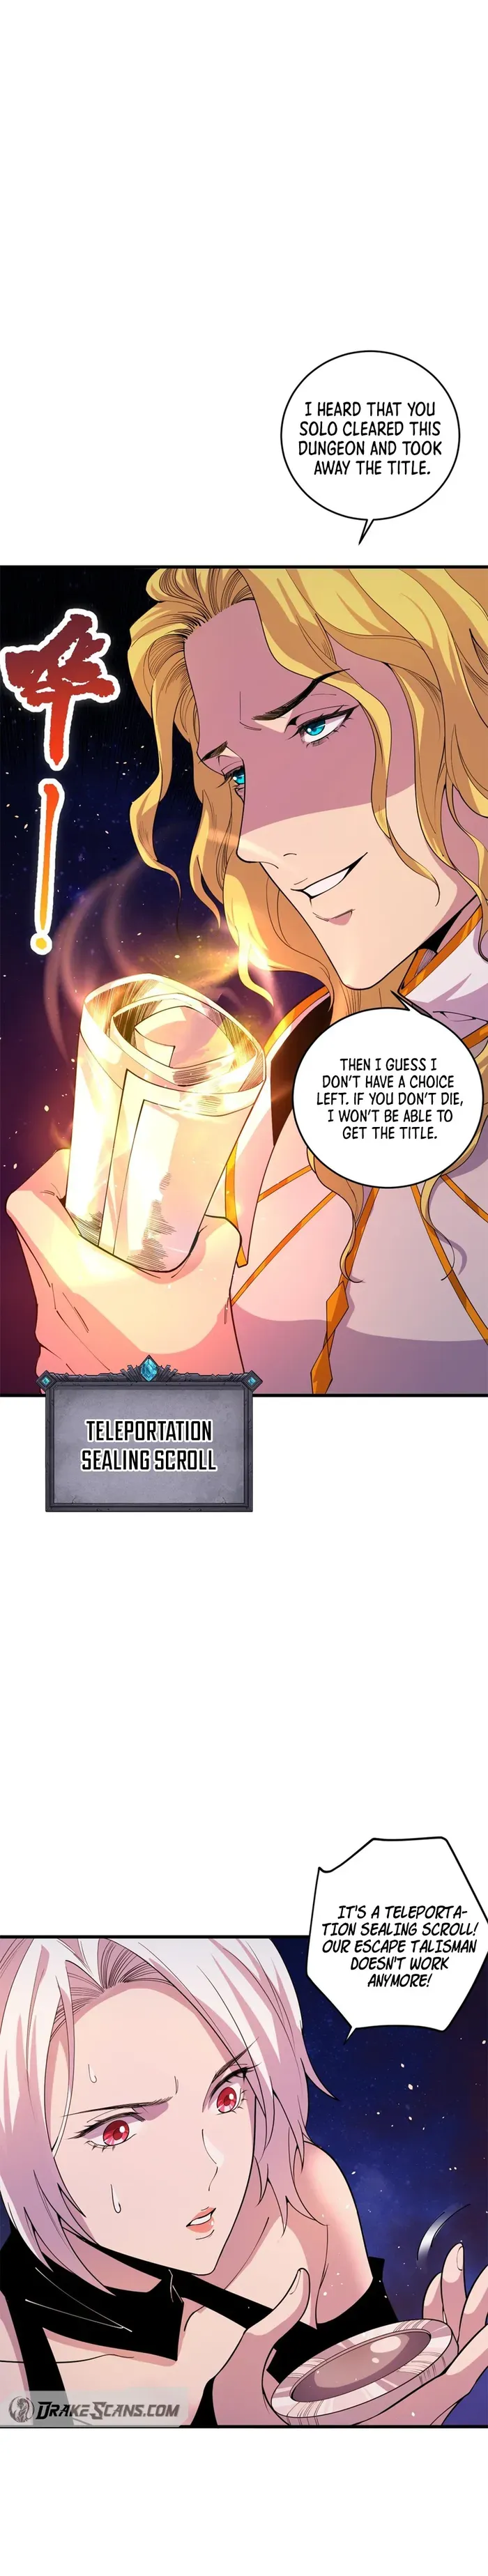 I HEARD THAT YOU
SOLO CLEARED THIS
DUNGEON AND TOOK
AWAY THE TITLE.
THEN I GUESS I
DON'T HAVE A CHOICE
LEFT. IF YOU DON'T DIE,
I WON'T BE ABLE TO
GET THE TITLE.
TELEPORTATION
SEALING SCROLL
IT'S A TELEPORTA-
TION SEALING SCROLL!
OUR ESCAPE TALISMAN
DOESN'T WORK
ANYMORE!
DRAKESCANS.COM